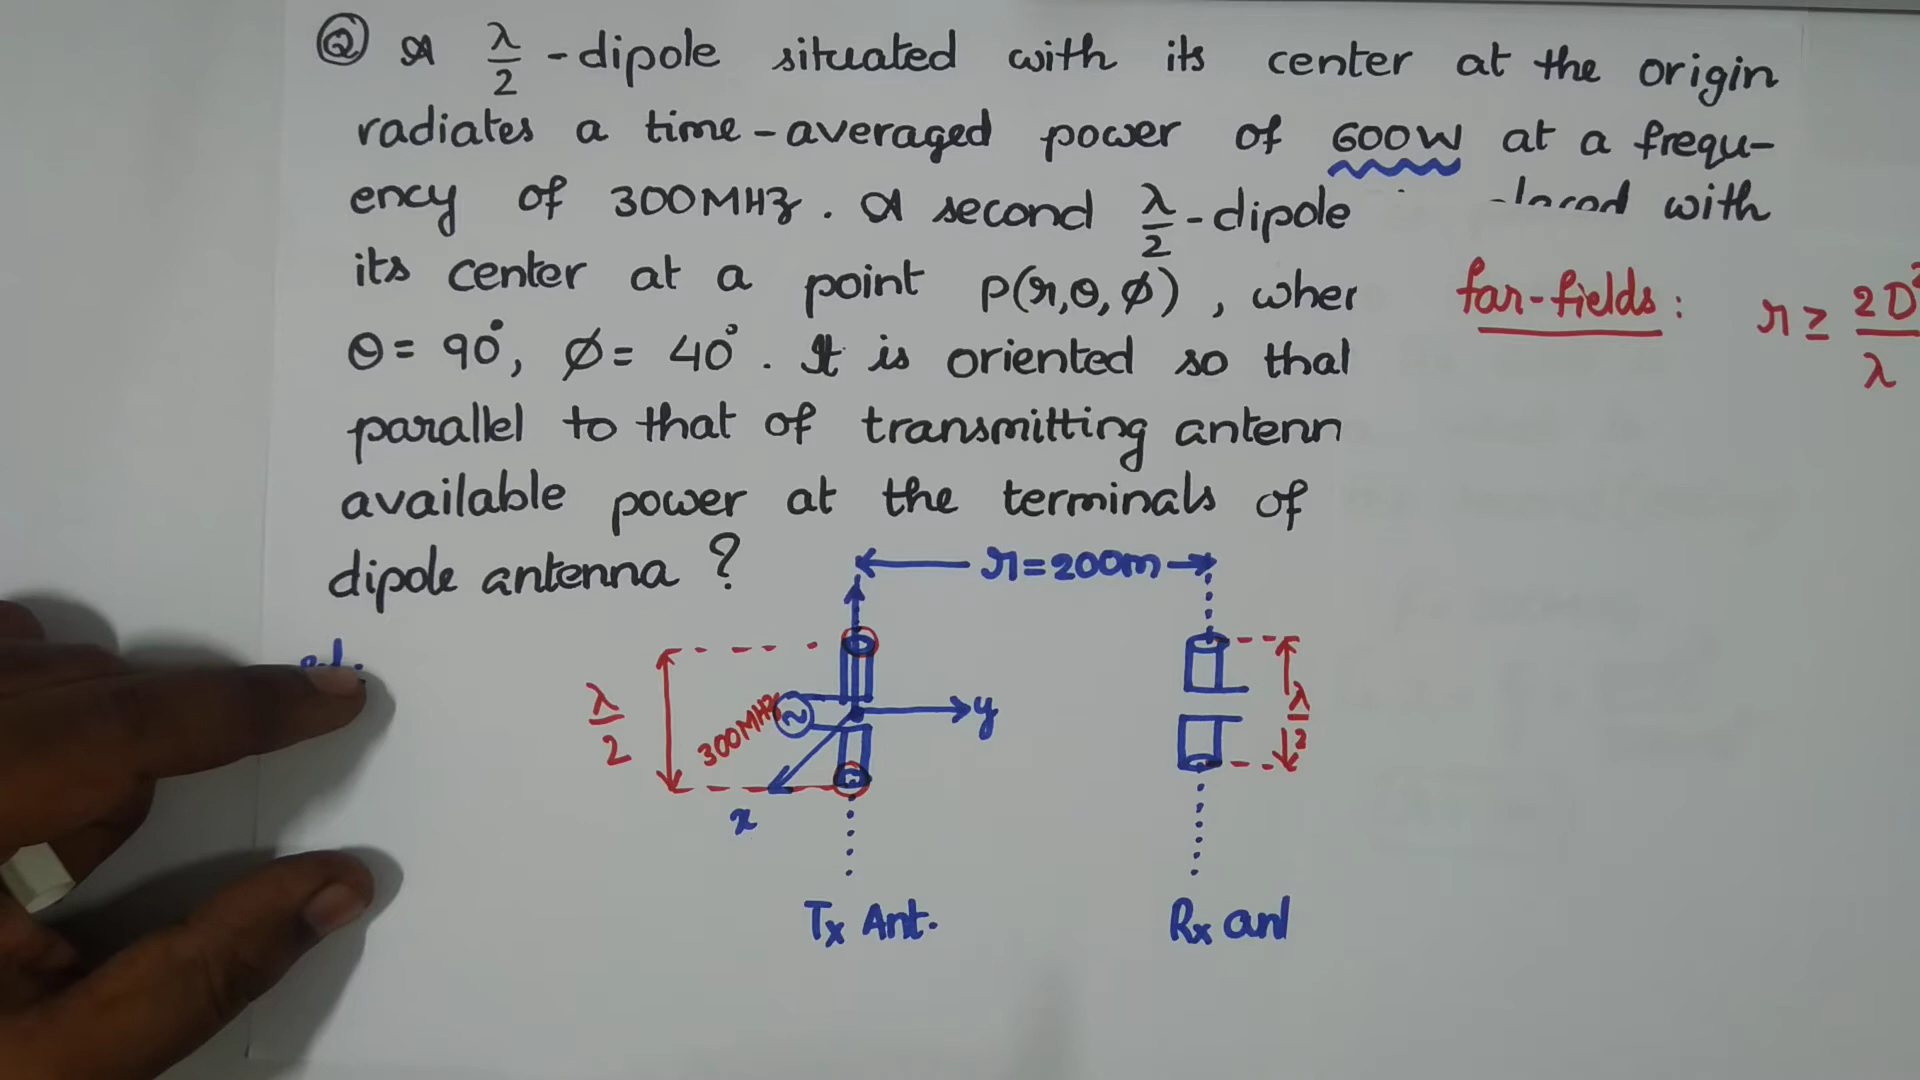 Q A λ/2 - dipole situated with its center at the origin
radiates a time-averaged power of 600W at a frequ-
ency of 300MHz. A second λ/2 - dipole placed with
its center at a point P(r,θ,φ), wher
far-fields: r ≥ 2D²/λ
θ = 90°, φ = 40°. It is oriented so that
parallel to that of transmitting antenn
available power at the terminals of
dipole antenna ?
r=200m
λ/2
300MHz
y
x
λ/2
Tx Ant.
Rx ant